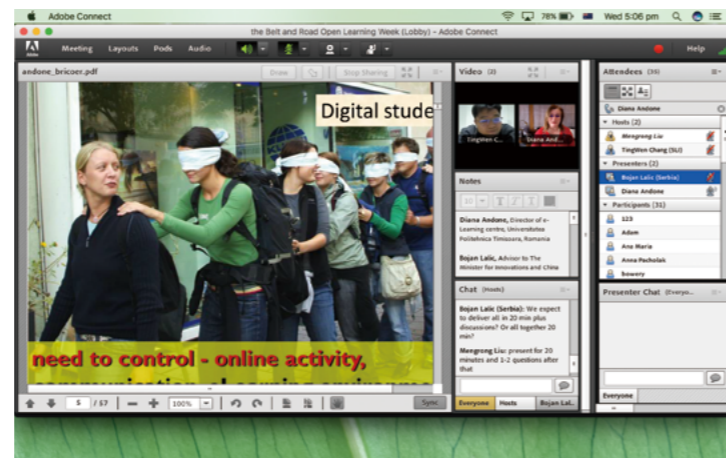 Adobe Connect
78%
Wed 5:06 pm
the Belt and Road Open Learning Week (Lobby) – Adobe Connect
Adobe
Meeting
Layouts
Pods
Audio
Help
andone_bricoer.pdf
Draw
Stop Sharing
Digital stude
need to control - online activity,
5 / 57
100%
Sync
Video (2)
TingWen C
Diana And...
Notes
10
T
T
T
Diana Andone, Director of e-
Learning centre, Universitatea
Politehnica Timisoara, Romania
Bojan Lalic, Advisor to The
Minister for Innovations and China
Chat (Hosts)
Bojan Lalic (Serbia): We expect
to deliver all in 20 min plus
discussions? Or all together 20
min?
Mengrong Liu: present for 20
minutes and 1-2 questions after
that
Everyone
Hosts
Bojan Lal...
Attendees (35)
Diana Andone
Hosts (2)
Mengrong Liu
TingWen Chang (SLI)
Presenters (2)
Bojan Lalic (Serbia)
Diana Andone
Participants (31)
123
Adam
Ana Maria
Anna Pacholak
bowery
Presenter Chat (Everyo...
Everyone